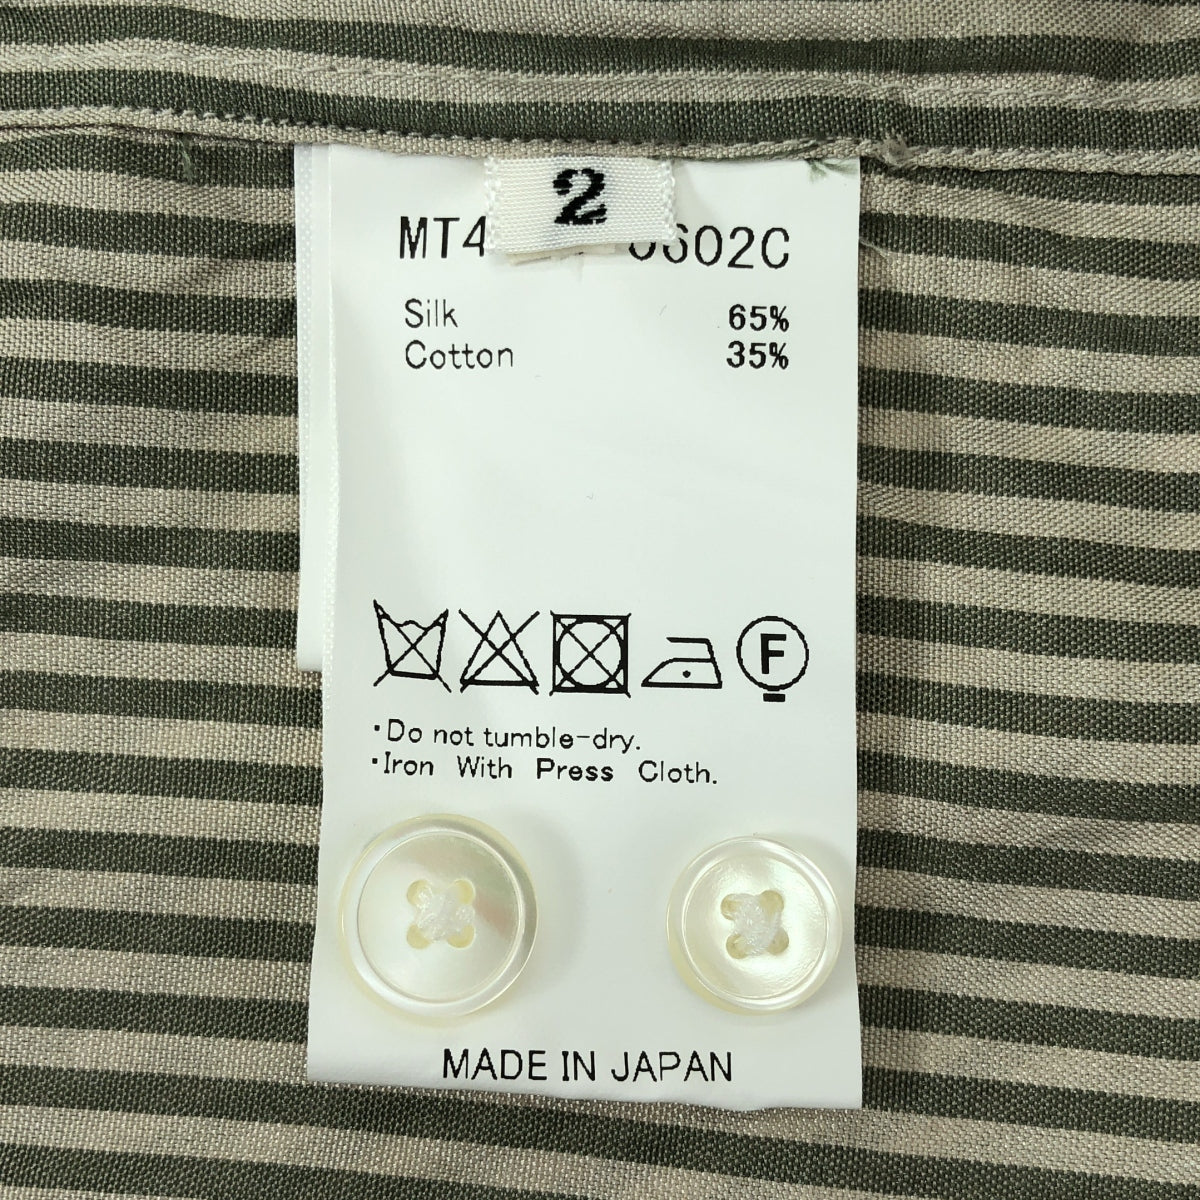 2
MT4 0602C
Silk 65%
Cotton 35%
F
·Do not tumble-dry.
·Iron With Press Cloth.
MADE IN JAPAN